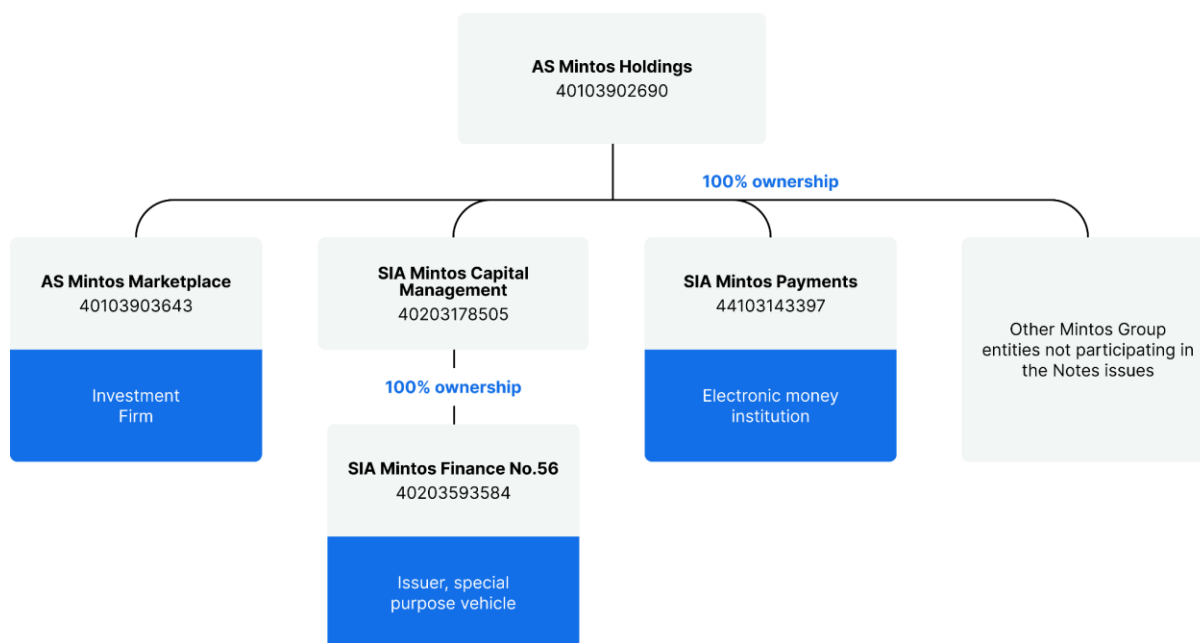 AS Mintos Holdings
40103902690
100% ownership
AS Mintos Marketplace
40103903643
Investment
Firm
SIA Mintos Capital
Management
40203178505
100% ownership
SIA Mintos Finance No.56
40203593584
Issuer, special
purpose vehicle
SIA Mintos Payments
44103143397
Electronic money
institution
Other Mintos Group
entities not participating in
the Notes issues